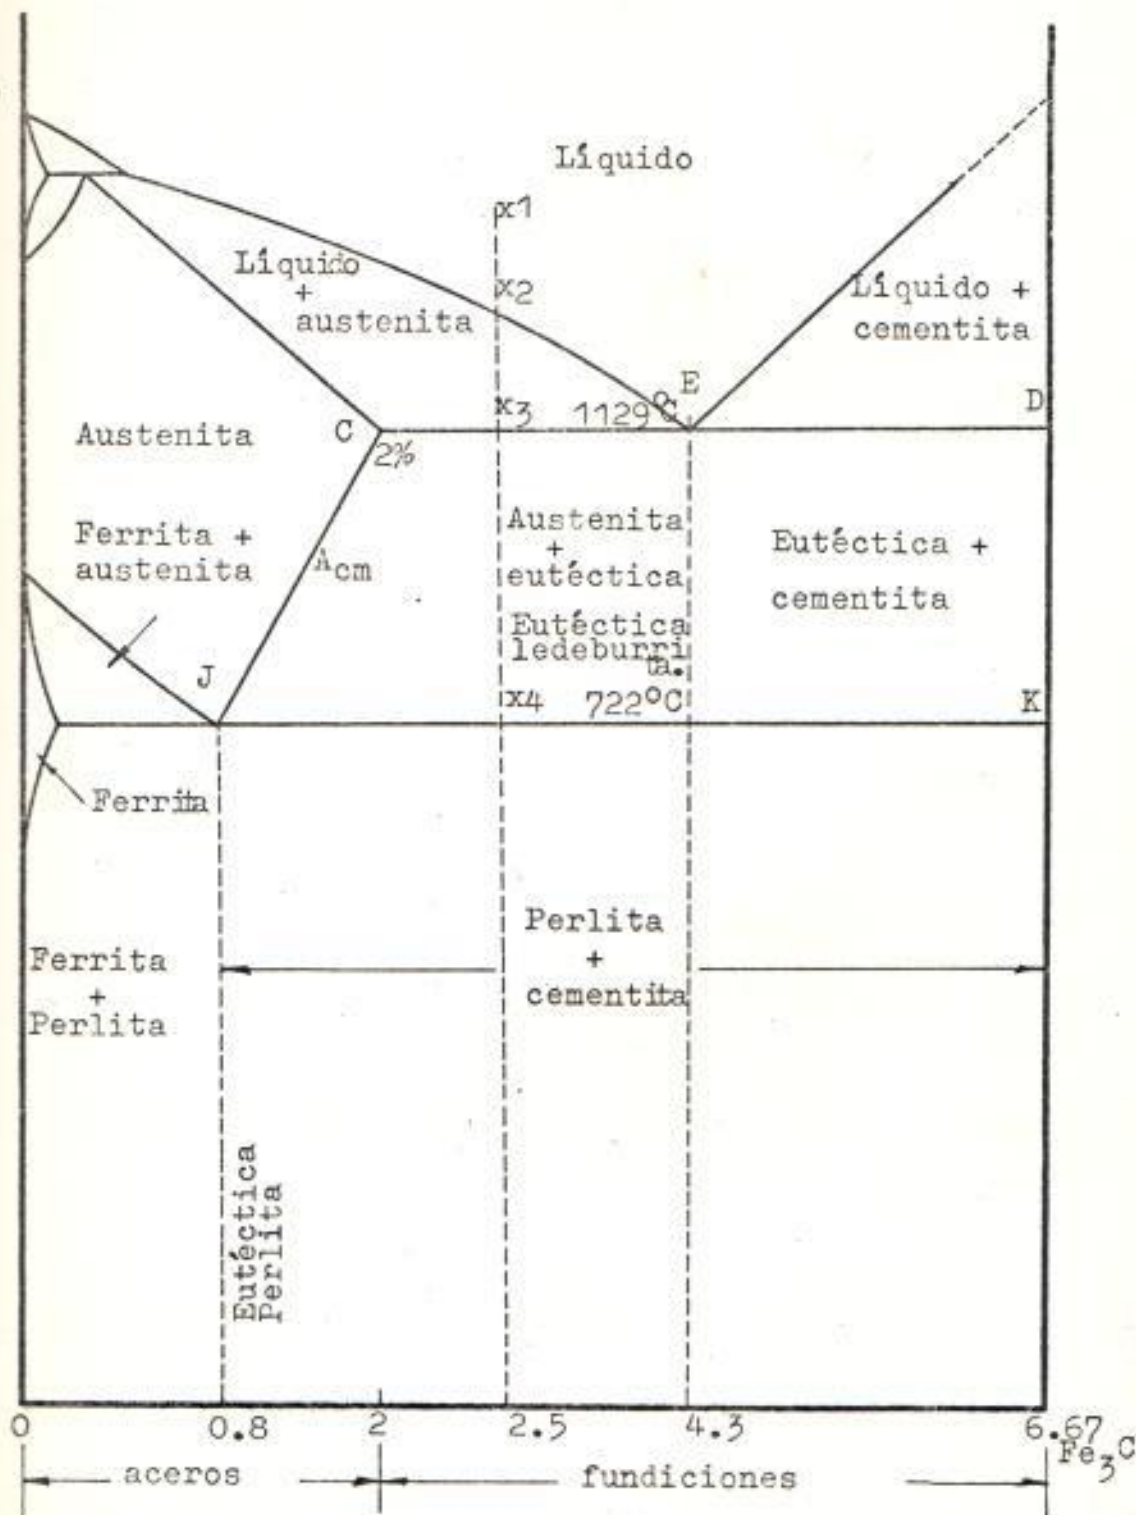 Líquido
x1
Líquido
+
austenita
x2
Líquido +
cementita
E
D
x3
1129°C
C
2%
Austenita
Ferrita +
austenita
Acm
Austenita
+
eutéctica
Eutéctica
ledeburri
ta.
Eutéctica +
cementita
J
x4
722°C
K
Ferrita
Perlita
+
cementita
Ferrita
+
Perlita
Eutéctica
Perlita
0
0.8
2
2.5
4.3
6.67
Fe3C
aceros
fundiciones